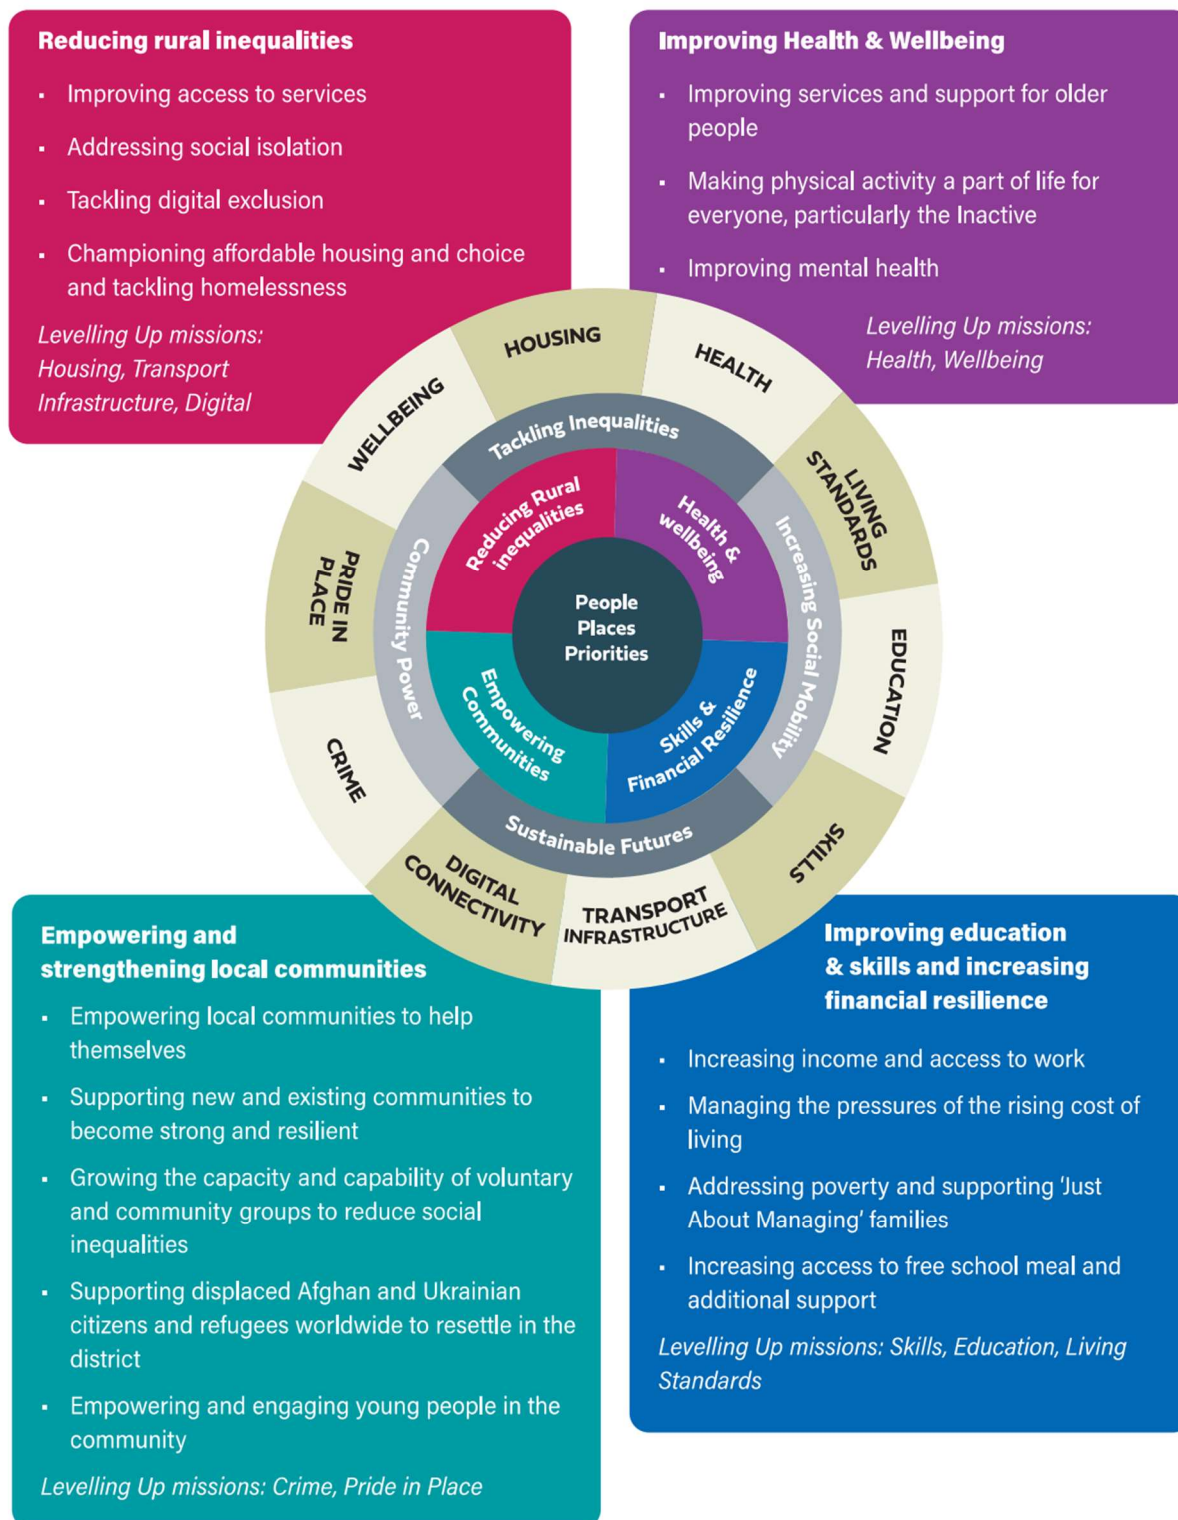 Reducing rural inequalities
▪ Improving access to services
▪ Addressing social isolation
▪ Tackling digital exclusion
▪ Championing affordable housing and choice
and tackling homelessness
Levelling Up missions:
Housing, Transport
Infrastructure, Digital
Improving Health & Wellbeing
▪ Improving services and support for older
people
▪ Making physical activity a part of life for
everyone, particularly the Inactive
▪ Improving mental health
Levelling Up missions:
Health, Wellbeing
HOUSING
HEALTH
LIVING
STANDARDS
EDUCATION
SKILLS
TRANSPORT
INFRASTRUCTURE
DIGITAL
CONNECTIVITY
CRIME
PRIDE IN
PLACE
WELLBEING
Tackling Inequalities
Increasing Social Mobility
Sustainable Futures
Community Power
Reducing Rural
inequalities
Health &
wellbeing
Skills &
Financial Resilience
Empowering
Communities
People
Places
Priorities
Empowering and
strengthening local communities
▪ Empowering local communities to help
themselves
▪ Supporting new and existing communities to
become strong and resilient
▪ Growing the capacity and capability of voluntary
and community groups to reduce social
inequalities
▪ Supporting displaced Afghan and Ukrainian
citizens and refugees worldwide to resettle in the
district
▪ Empowering and engaging young people in the
community
Levelling Up missions: Crime, Pride in Place
Improving education
& skills and increasing
financial resilience
▪ Increasing income and access to work
▪ Managing the pressures of the rising cost of
living
▪ Addressing poverty and supporting ‘Just
About Managing’ families
▪ Increasing access to free school meal and
additional support
Levelling Up missions: Skills, Education, Living
Standards